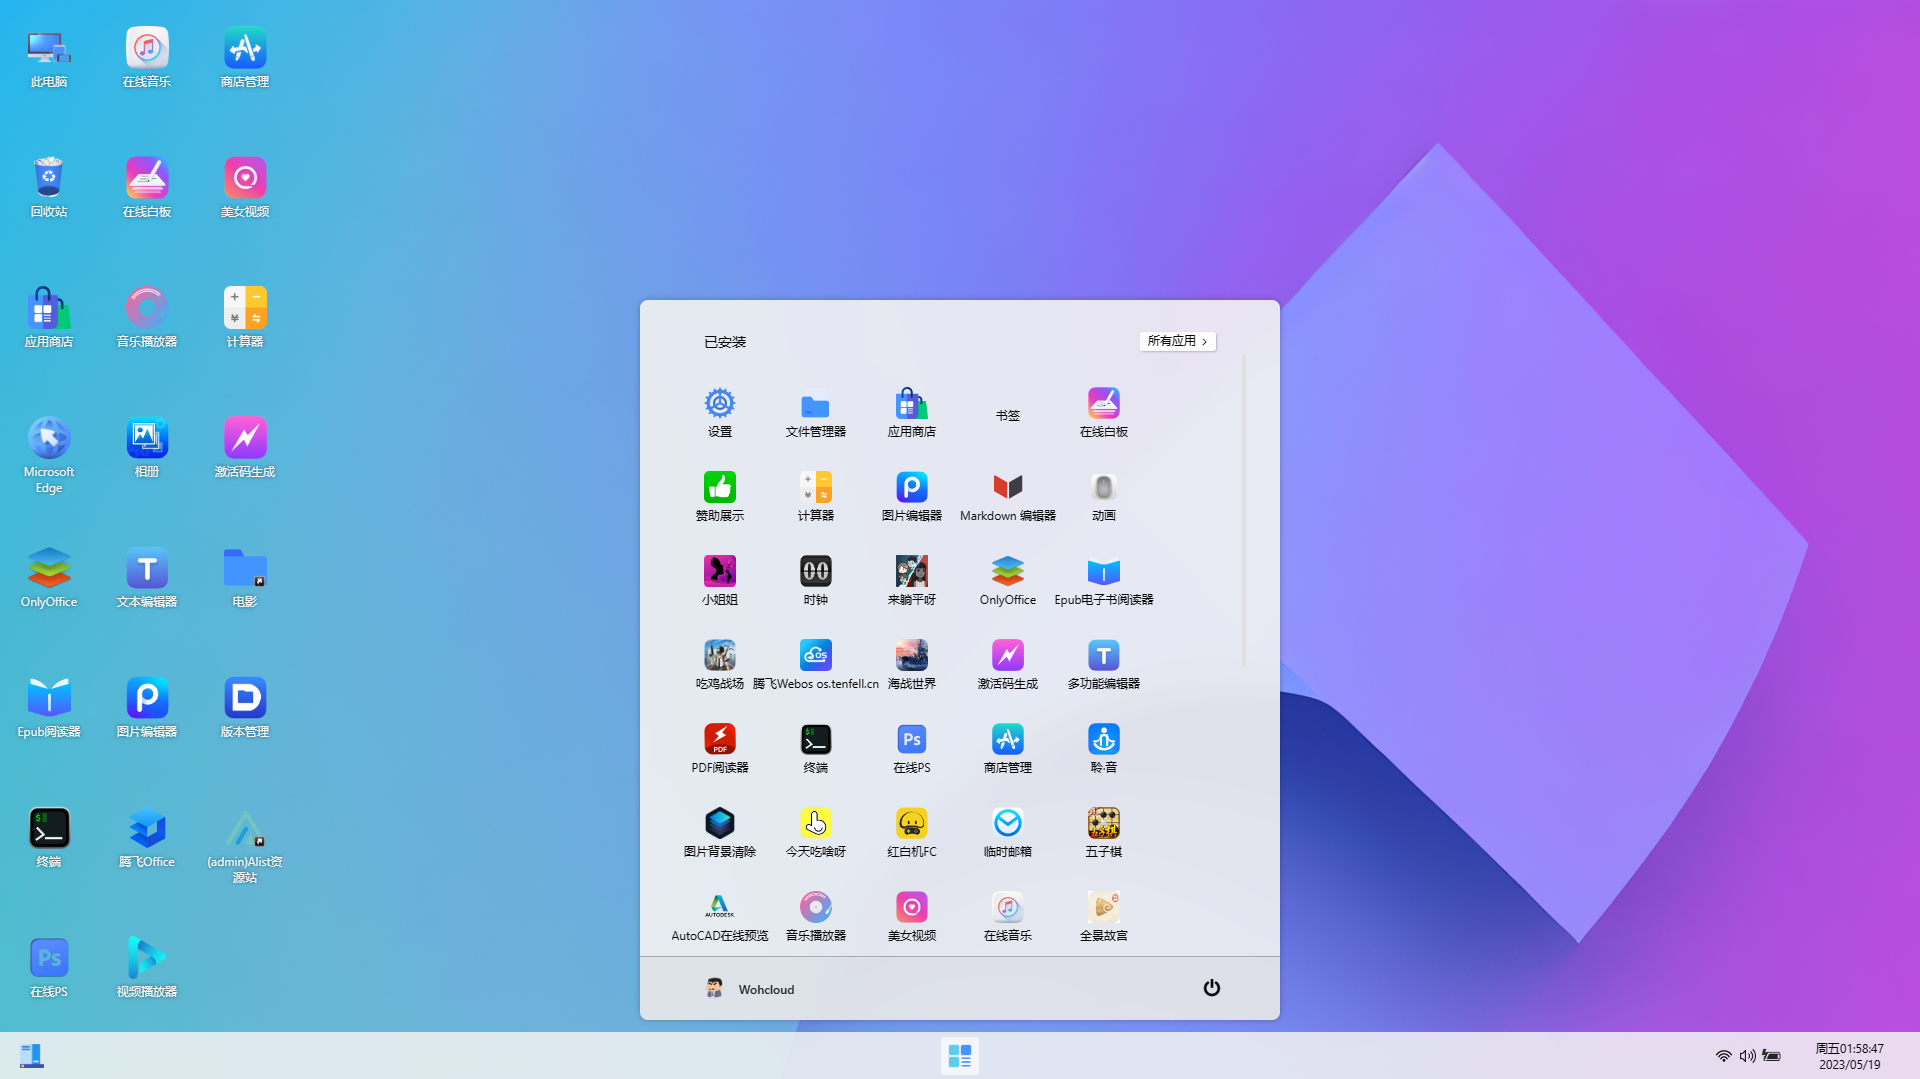 此电脑
在线音乐
商店管理
回收站
在线白板
美女视频
应用商店
音乐播放器
计算器
Microsoft
Edge
相册
激活码生成
OnlyOffice
文本编辑器
电影
Epub阅读器
图片编辑器
版本管理
终端
腾飞Office
(admin)Alist资
源站
在线PS
视频播放器
已安装
所有应用 >
设置
文件管理器
应用商店
书签
在线白板
赞助展示
计算器
图片编辑器
Markdown 编辑器
动画
小姐姐
时钟
来躺平呀
OnlyOffice
Epub电子书阅读器
吃鸡战场
腾飞Webos os.tenfell.cn
海战世界
激活码生成
多功能编辑器
PDF阅读器
终端
在线PS
商店管理
聆·音
图片背景清除
今天吃啥呀
红白机FC
临时邮箱
五子棋
AutoCAD在线预览
音乐播放器
美女视频
在线音乐
全景故宫
Wohcloud
周五01:58:47
2023/05/19
T
Ps
00
OS
T
PDF
Ps
AUTODESK